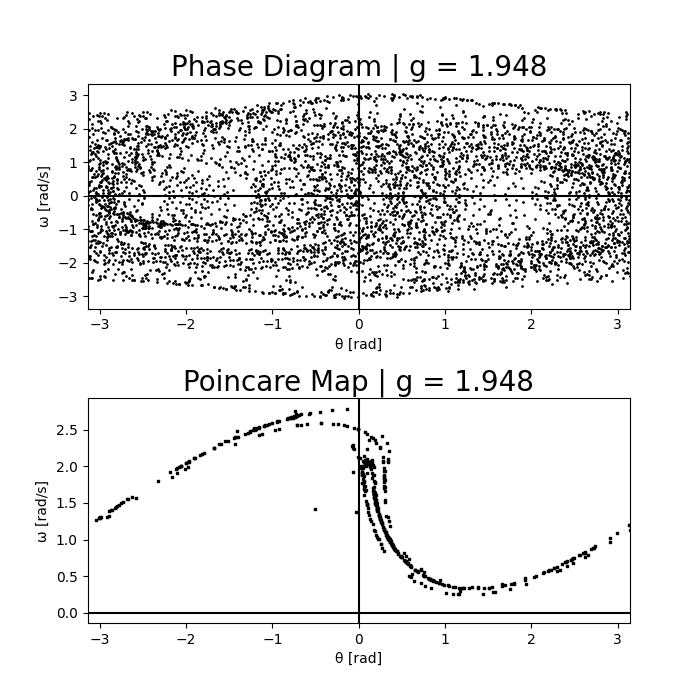 Phase Diagram | g = 1.948
3
2
1
0
−1
−2
−3
ω [rad/s]
−3 −2 −1 0 1 2 3
θ [rad]
Poincare Map | g = 1.948
2.5
2.0
1.5
1.0
0.5
0.0
ω [rad/s]
−3 −2 −1 0 1 2 3
θ [rad]